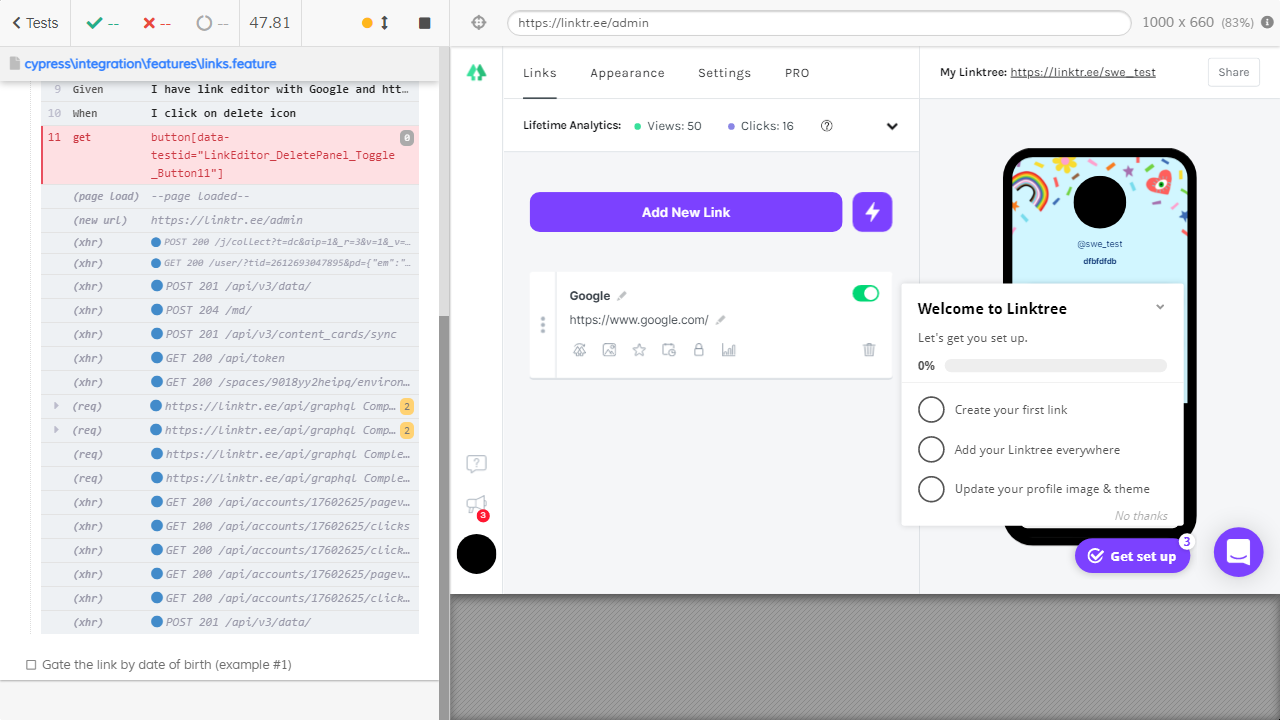 Tests
--
--
--
47.81
https://linktr.ee/admin
1000 x 660 (83%)
cypress\integration\features\links.feature
9 Given I have link editor with Google and htt…
10 When I click on delete icon
11 get button[data-
testid="LinkEditor_DeletePanel_Toggle
_Button11"]
0
(page load) --page loaded--
(new url) https://linktr.ee/admin
(xhr) POST 200 /j/collect?t=dc&aip=1&_r=3&v=1&_v=…
(xhr) GET 200 /user/?tid=2612693047895&pd={"em":"…
(xhr) POST 201 /api/v3/data/
(xhr) POST 204 /md/
(xhr) POST 201 /api/v3/content_cards/sync
(xhr) GET 200 /api/token
(xhr) GET 200 /spaces/9018yy2heipq/environ…
(req) https://linktr.ee/api/graphql Comp… 2
(req) https://linktr.ee/api/graphql Comp… 2
(req) https://linktr.ee/api/graphql Comple…
(req) https://linktr.ee/api/graphql Comple…
(xhr) GET 200 /api/accounts/17602625/pagev…
(xhr) GET 200 /api/accounts/17602625/clicks
(xhr) GET 200 /api/accounts/17602625/click…
(xhr) GET 200 /api/accounts/17602625/pagev…
(xhr) GET 200 /api/accounts/17602625/click…
(xhr) POST 201 /api/v3/data/
Gate the link by date of birth (example #1)
Links Appearance Settings PRO
My Linktree: https://linktr.ee/swe_test
Share
Lifetime Analytics: Views: 50 Clicks: 16
Add New Link
Google
https://www.google.com/
3
@swe_test
dfbfdfdb
Welcome to Linktree
Let's get you set up.
0%
Create your first link
Add your Linktree everywhere
Update your profile image & theme
No thanks
Get set up
3